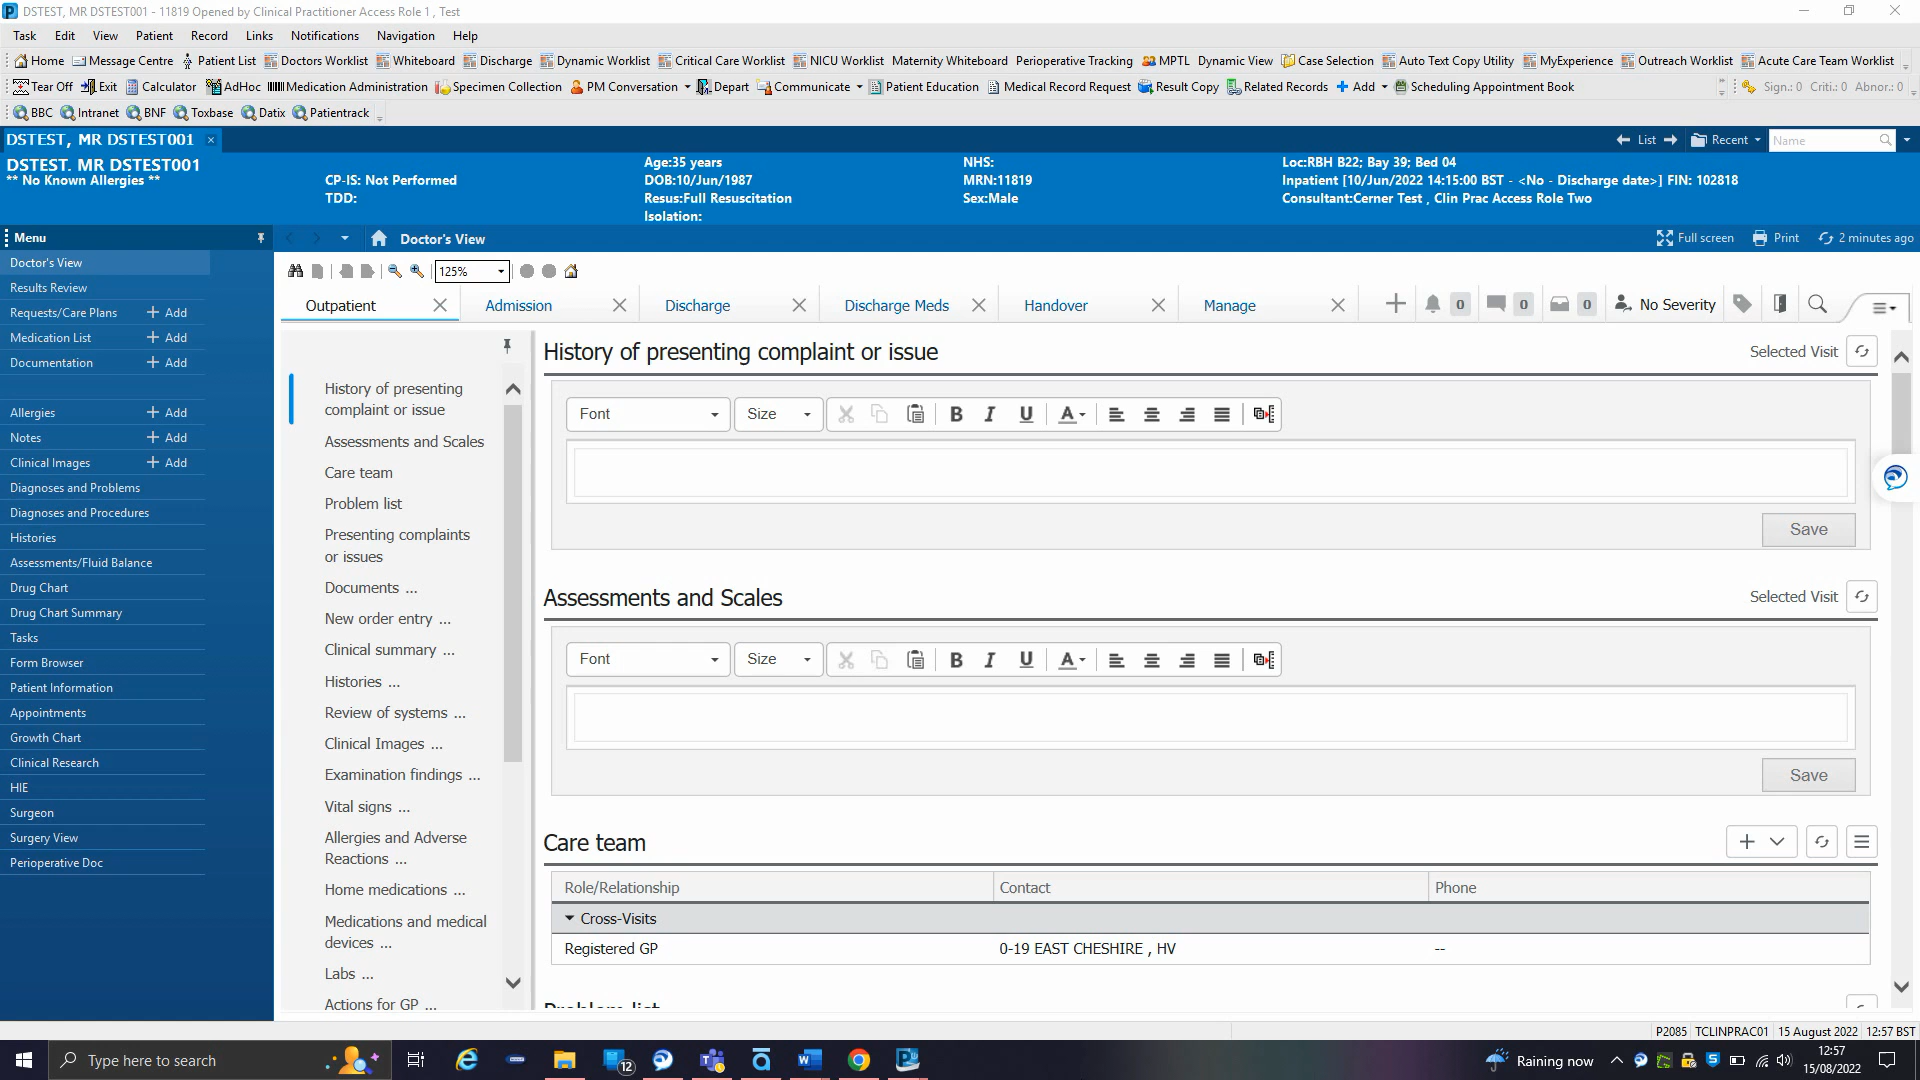 DSTEST, MR DSTEST001 - 11819 Opened by Clinical Practitioner Access Role 1 , Test
Task Edit View Patient Record Links Notifications Navigation Help
Home Message Centre Patient List Doctors Worklist Whiteboard Discharge Dynamic Worklist Critical Care Worklist NICU Worklist Maternity Whiteboard Perioperative Tracking MPTL Dynamic View Case Selection Auto Text Copy Utility MyExperience Outreach Worklist Acute Care Team Worklist
Tear Off Exit Calculator AdHoc Medication Administration Specimen Collection PM Conversation Depart Communicate Patient Education Medical Record Request Result Copy Related Records Add Scheduling Appointment Book Sign.: 0 Criti.: 0 Abnor.: 0
BBC Intranet BNF Toxbase Datix Patientrack
DSTEST, MR DSTEST001 List Recent Name
DSTEST. MR DSTEST001 Age:35 years NHS: Loc:RBH B22; Bay 39; Bed 04
** No Known Allergies ** CP-IS: Not Performed DOB:10/Jun/1987 MRN:11819 Inpatient [10/Jun/2022 14:15:00 BST - <No - Discharge date>] FIN: 102818
TDD: Resus:Full Resuscitation Sex:Male Consultant:Cerner Test , Clin Prac Access Role Two
Isolation:
Menu Doctor's View Full screen Print 2 minutes ago
Doctor's View
Results Review
Requests/Care Plans Add
Medication List Add
Documentation Add
Allergies Add
Notes Add
Clinical Images Add
Diagnoses and Problems
Diagnoses and Procedures
Histories
Assessments/Fluid Balance
Drug Chart
Drug Chart Summary
Tasks
Form Browser
Patient Information
Appointments
Growth Chart
Clinical Research
HIE
Surgeon
Surgery View
Perioperative Doc
125%
Outpatient Admission Discharge Discharge Meds Handover Manage 0 0 0 No Severity
History of presenting
complaint or issue
Assessments and Scales
Care team
Problem list
Presenting complaints
or issues
Documents ...
New order entry ...
Clinical summary ...
Histories ...
Review of systems ...
Clinical Images ...
Examination findings ...
Vital signs ...
Allergies and Adverse
Reactions ...
Home medications ...
Medications and medical
devices ...
Labs ...
Actions for GP ...
History of presenting complaint or issue Selected Visit
Font Size B I U A
Save
Assessments and Scales Selected Visit
Font Size B I U A
Save
Care team
Role/Relationship Contact Phone
Cross-Visits
Registered GP 0-19 EAST CHESHIRE , HV --
Problem list
P2085 TCLINPRAC01 15 August 2022 12:57 BST
Type here to search 12 Raining now 12:57
15/08/2022